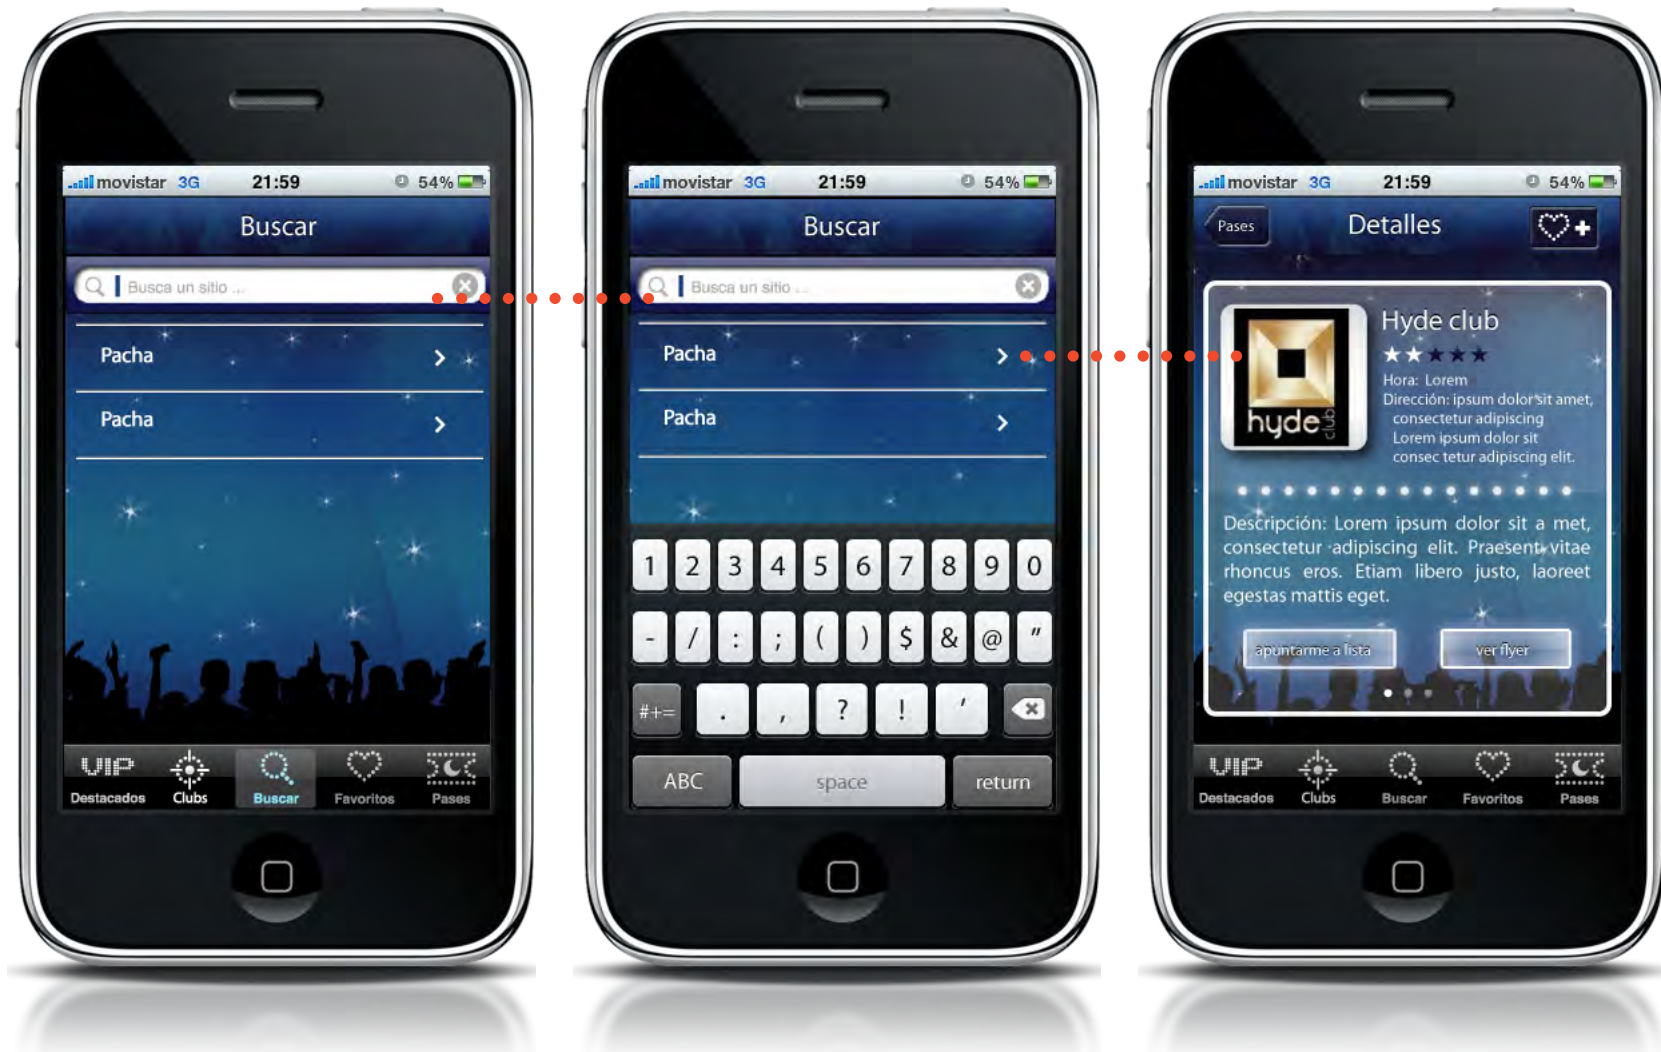 movistar 3G 21:59 54%
Buscar
Busca un sitio ...
Pacha
Pacha
VIP
Destacados Clubs Buscar Favoritos Pases
movistar 3G 21:59 54%
Buscar
Busca un sitio ...
Pacha
Pacha
1 2 3 4 5 6 7 8 9 0
- / : ; ( ) $ & @ "
#+= . , ? ! '
ABC space return
movistar 3G 21:59 54%
Pases Detalles +
hyde club
Hyde club
Hora: Lorem
Dirección: ipsum dolor sit amet,
consectetur adipiscing
Lorem ipsum dolor sit
consec tetur adipiscing elit.
Descripción: Lorem ipsum dolor sit a met,
consectetur adipiscing elit. Praesent vitae
rhoncus eros. Etiam libero justo, laoreet
egestas mattis eget.
apuntarme a lista ver flyer
VIP
Destacados Clubs Buscar Favoritos Pases